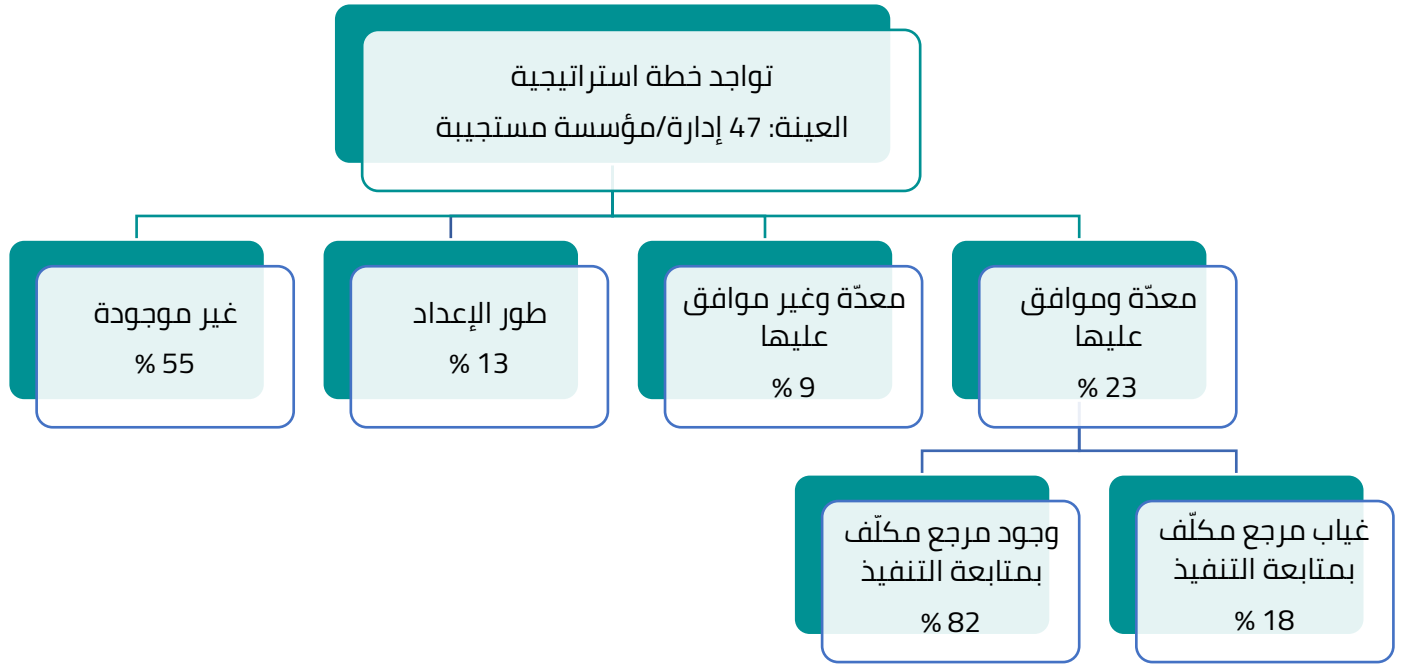 تواجد خطة استراتيجية
العينة: 47 إدارة/مؤسسة مستجيبة
معدّة وموافق
عليها
23 %
معدّة وغير موافق
عليها
9 %
طور الإعداد
13 %
غير موجودة
55 %
غياب مرجع مكلّف
بمتابعة التنفيذ
18 %
وجود مرجع مكلّف
بمتابعة التنفيذ
82 %